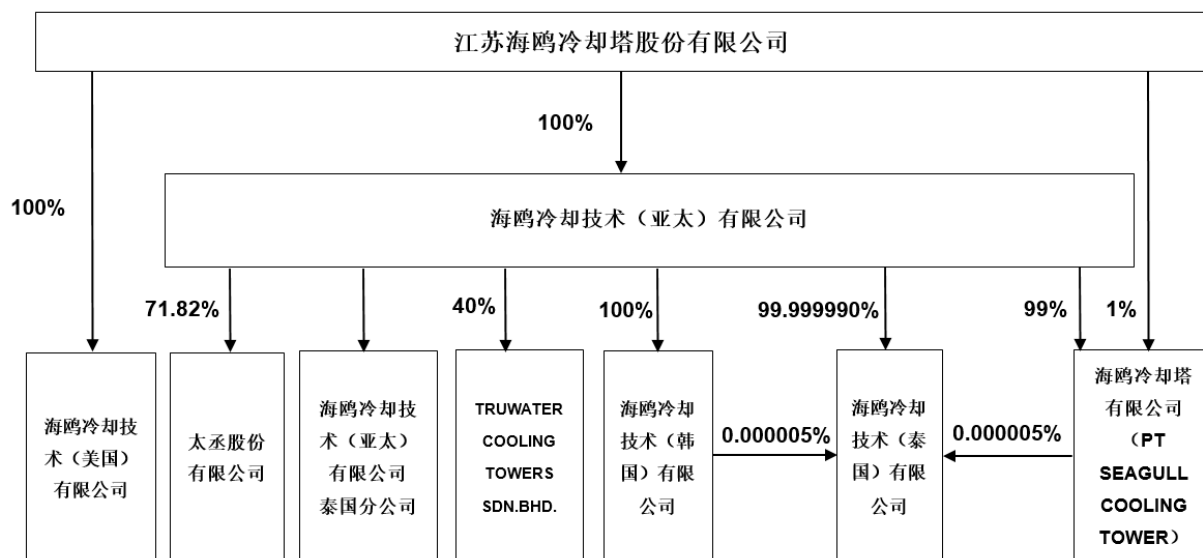 江苏海鸥冷却塔股份有限公司
100%
100%
海鸥冷却技术（亚太）有限公司
71.82%
40%
100%
99.999990%
99%
1%
海鸥冷却技
术（美国）
有限公司
太丞股份
有限公司
海鸥冷却技
术（亚太）
有限公司
泰国分公司
TRUWATER
COOLING
TOWERS
SDN.BHD.
海鸥冷却
技术（韩
国）有限
公司
0.000005%
海鸥冷却
技术（泰
国）有限
公司
0.000005%
海鸥冷却塔
有限公司
（PT
SEAGULL
COOLING
TOWER）